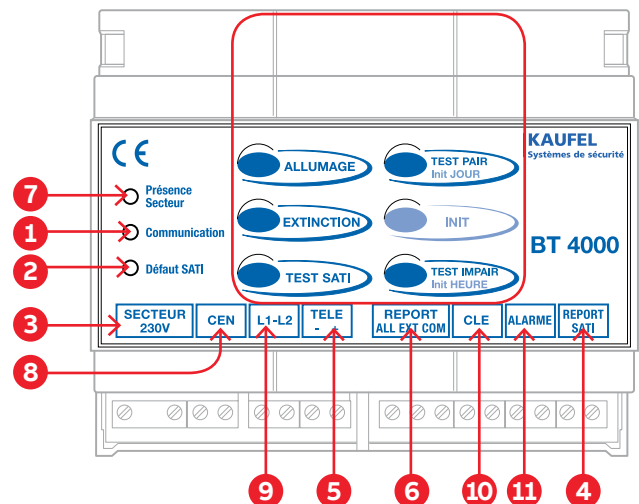 CE
KAUFEL
Systèmes de sécurité
ALLUMAGE
TEST PAIR
Init JOUR
7
Présence
Secteur
1
Communication
EXTINCTION
INIT
BT 4000
2
Défaut SATI
TEST SATI
TEST IMPAIR
Init HEURE
3
SECTEUR
230V
CEN
L1-L2
TELE
- +
REPORT
ALL EXT COM
CLE
ALARME
REPORT
SATI
8
9
5
6
10
11
4